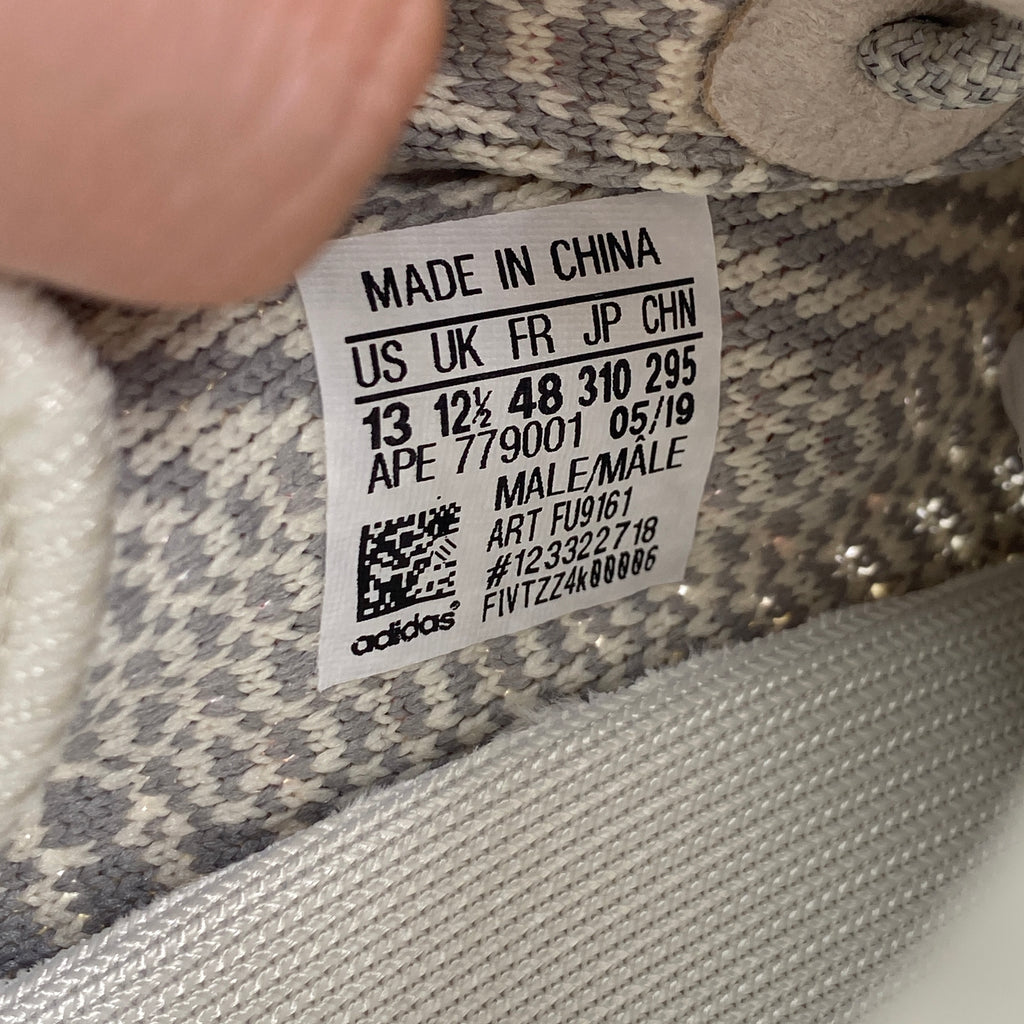 MADE IN CHINA
US UK FR JP CHN
13 12½ 48 310 295
APE 779001 05/19
MALE/MÂLE
ART FU9161
#123322718
FIVTZZ4k00006
adidas